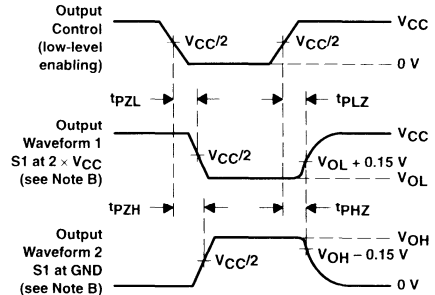 Output
Control
(low-level
enabling)
VCC/2
VCC/2
VCC
0 V
tPZL
tPLZ
Output
Waveform 1
S1 at 2 × VCC
(see Note B)
VCC/2
VCC
VOL + 0.15 V
VOL
tPZH
tPHZ
Output
Waveform 2
S1 at GND
(see Note B)
VCC/2
VOH
VOH − 0.15 V
0 V